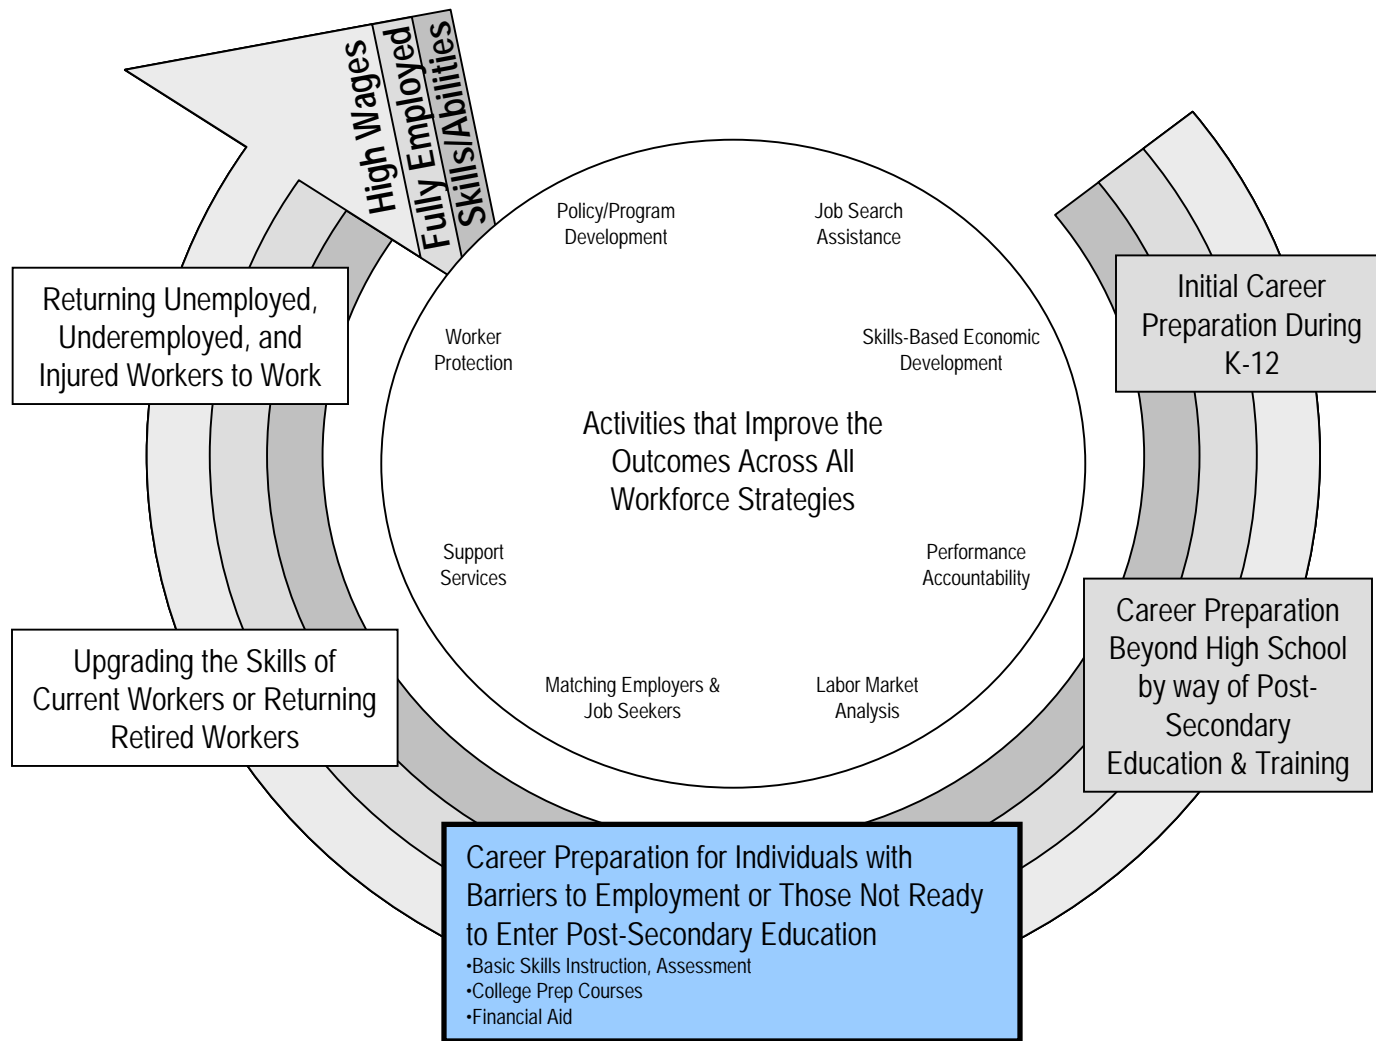 High Wages
Fully Employed
Skills/Abilities
Policy/Program
Development
Job Search
Assistance
Returning Unemployed,
Underemployed, and
Injured Workers to Work
Worker
Protection
Skills-Based Economic
Development
Initial Career
Preparation During
K-12
Activities that Improve the
Outcomes Across All
Workforce Strategies
Support
Services
Performance
Accountability
Upgrading the Skills of
Current Workers or Returning
Retired Workers
Matching Employers &
Job Seekers
Labor Market
Analysis
Career Preparation
Beyond High School
by way of Post-
Secondary
Education & Training
Career Preparation for Individuals with
Barriers to Employment or Those Not Ready
to Enter Post-Secondary Education
•Basic Skills Instruction, Assessment
•College Prep Courses
•Financial Aid